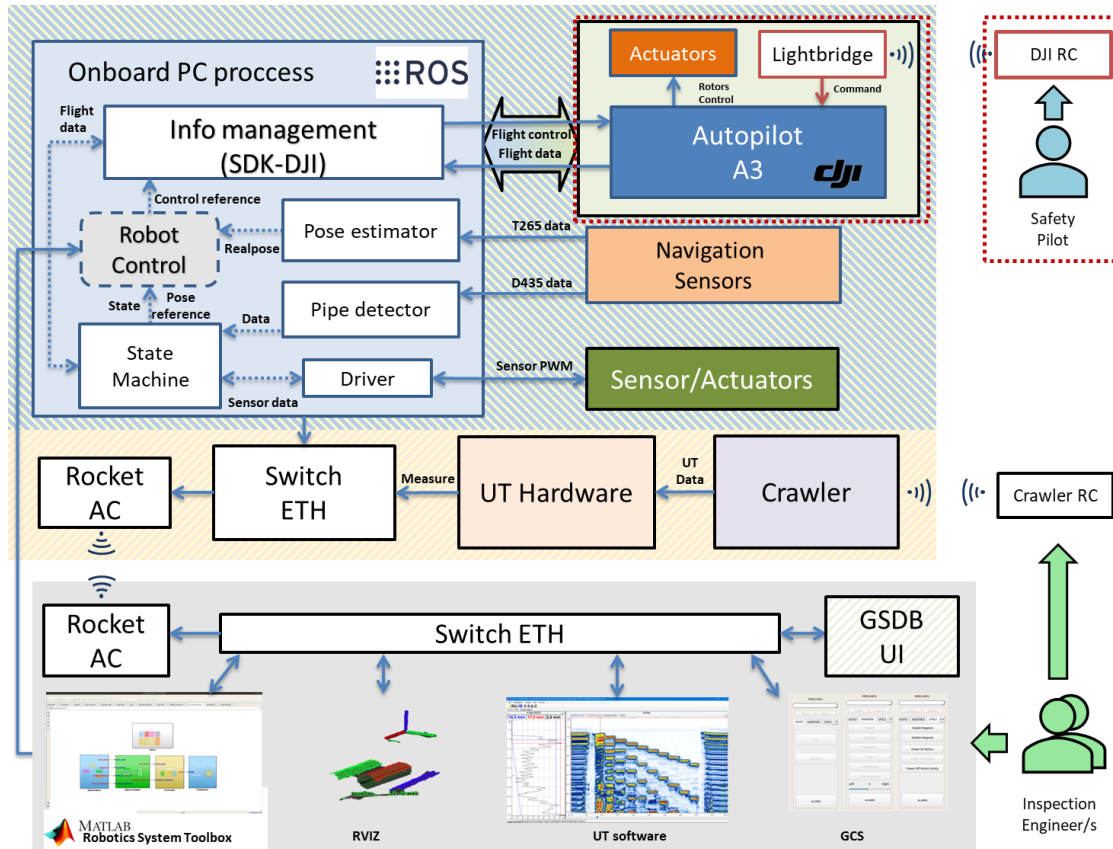 Onboard PC proccess
ROS
Actuators
Lightbridge
DJI RC
Rotors
Control
Command
Flight
data
Info management
(SDK-DJI)
Flight control
Flight data
Autopilot
A3
dji
Safety
Pilot
Control reference
Robot
Control
Realpose
Pose estimator
T265 data
Navigation
Sensors
D435 data
State
Pose
reference
Pipe detector
Data
State
Machine
Driver
Sensor data
Sensor PWM
Sensor/Actuators
Rocket
AC
Switch
ETH
Measure
UT Hardware
UT
Data
Crawler
Crawler RC
Rocket
AC
Switch ETH
GSDB
UI
MATLAB
Robotics System Toolbox
RVIZ
UT software
GCS
Left
Right
Inspection
Engineer/s